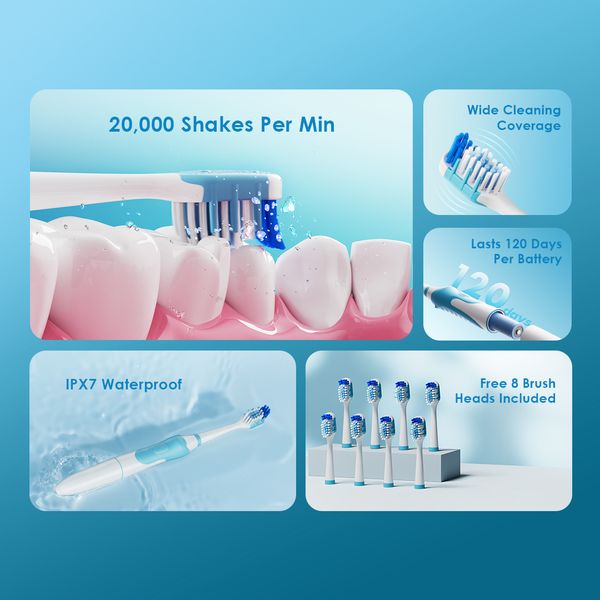 20,000 Shakes Per Min
Wide Cleaning
Coverage
Lasts 120 Days
Per Battery
120
days
IPX7 Waterproof
Free 8 Brush
Heads Included